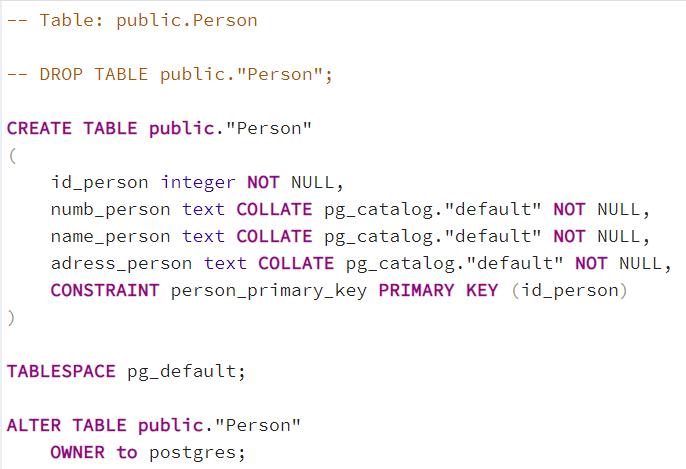 -- Table: public.Person
-- DROP TABLE public."Person";
CREATE TABLE public."Person"
(
    id_person integer NOT NULL,
    numb_person text COLLATE pg_catalog."default" NOT NULL,
    name_person text COLLATE pg_catalog."default" NOT NULL,
    adress_person text COLLATE pg_catalog."default" NOT NULL,
    CONSTRAINT person_primary_key PRIMARY KEY (id_person)
)
TABLESPACE pg_default;
ALTER TABLE public."Person"
    OWNER to postgres;